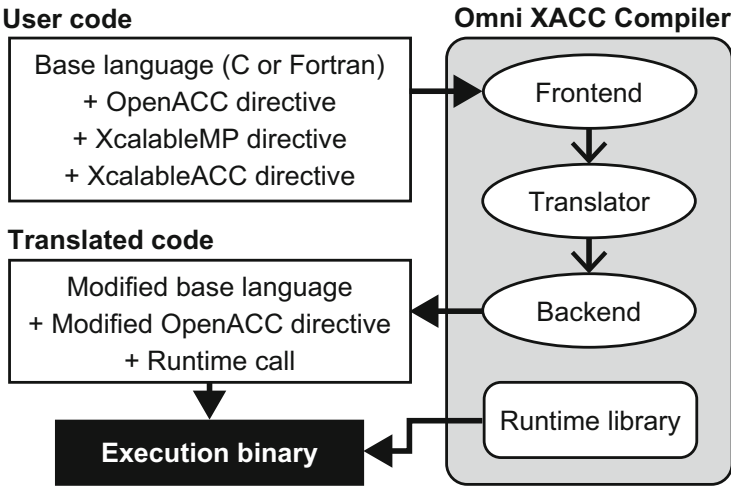 User code
Base language (C or Fortran)
+ OpenACC directive
+ XcalableMP directive
+ XcalableACC directive
Translated code
Modified base language
+ Modified OpenACC directive
+ Runtime call
Execution binary
Omni XACC Compiler
Frontend
Translator
Backend
Runtime library